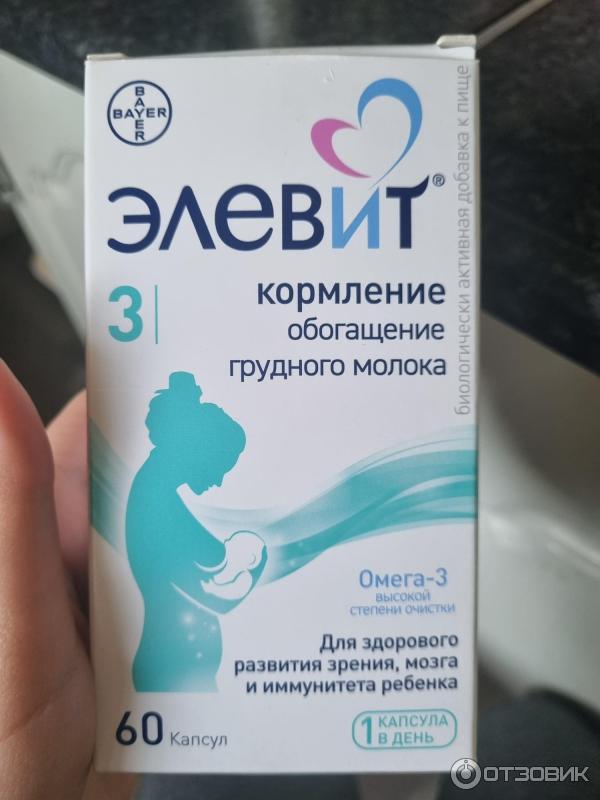 BAYER
BAYER
элевит®
3
кормление
обогащение
грудного молока
биологически активная добавка к пище
Омега-3
высокой
степени очистки
Для здорового
развития зрения, мозга
и иммунитета ребенка
60 Капсул
1 КАПСУЛА
В ДЕНЬ
ОТЗОВИК